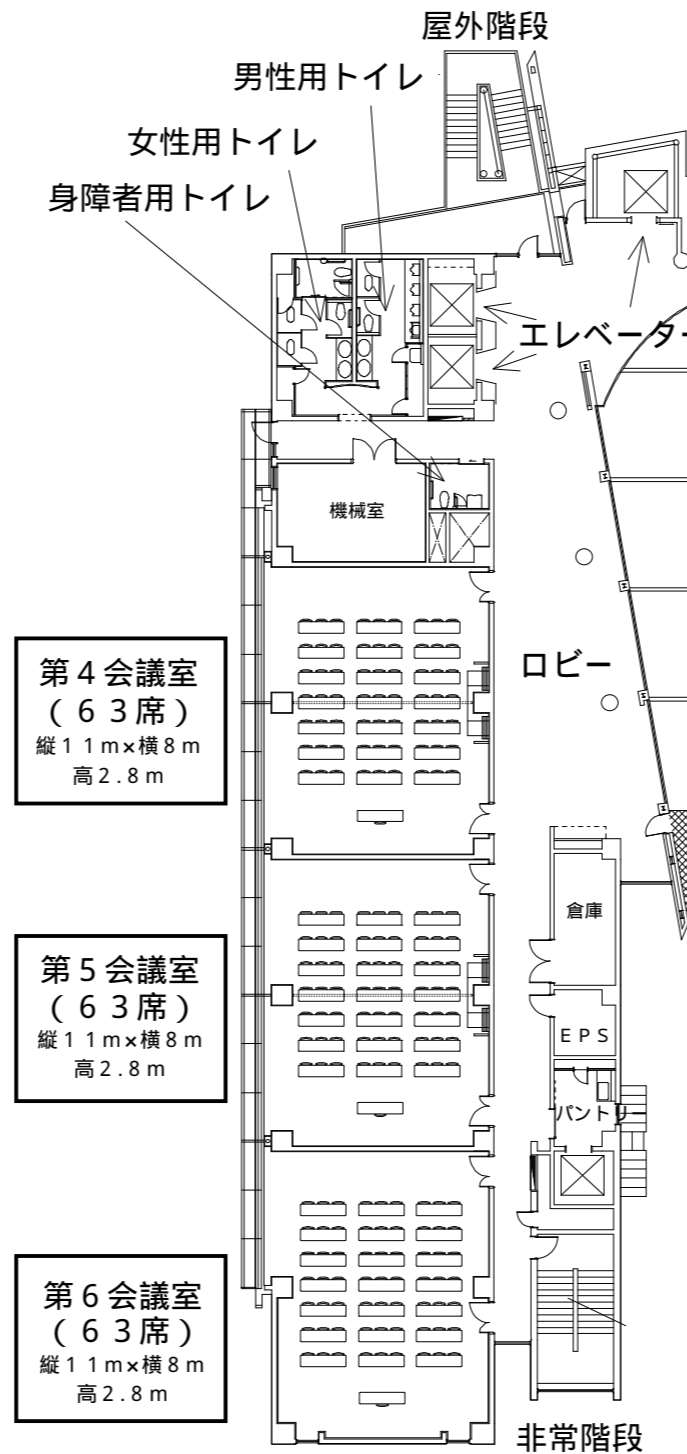 屋外階段
男性用トイレ
女性用トイレ
身障者用トイレ
エレベーター
機械室
第４会議室
（６３席）
縦１１ｍ×横８ｍ
高２.８ｍ
ロビー
倉庫
第５会議室
（６３席）
縦１１ｍ×横８ｍ
高２.８ｍ
ＥＰＳ
パントリー
第６会議室
（６３席）
縦１１ｍ×横８ｍ
高２.８ｍ
非常階段